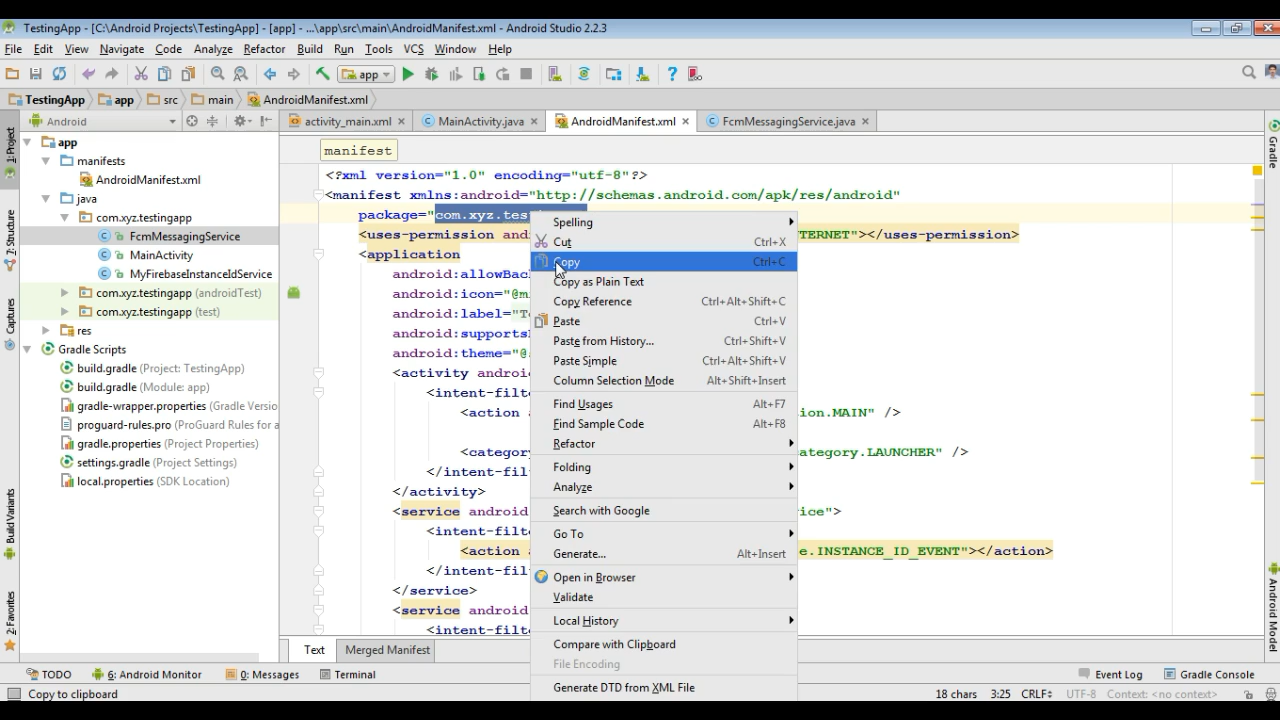 TestingApp - [C:\Android Projects\TestingApp] - [app] - ...\app\src\main\AndroidManifest.xml - Android Studio 2.2.3
File Edit View Navigate Code Analyze Refactor Build Run Tools VCS Window Help
app
TestingApp app src main AndroidManifest.xml
Android
activity_main.xml MainActivity.java AndroidManifest.xml FcmMessagingService.java
1: Project
7: Structure
Captures
Build Variants
2: Favorites
app
manifests
AndroidManifest.xml
java
com.xyz.testingapp
FcmMessagingService
MainActivity
MyFirebaseInstanceIdService
com.xyz.testingapp (androidTest)
com.xyz.testingapp (test)
res
Gradle Scripts
build.gradle (Project: TestingApp)
build.gradle (Module: app)
gradle-wrapper.properties (Gradle Versio
proguard-rules.pro (ProGuard Rules for a
gradle.properties (Project Properties)
settings.gradle (Project Settings)
local.properties (SDK Location)
manifest
<?xml version="1.0" encoding="utf-8"?>
<manifest xmlns:android="http://schemas.android.com/apk/res/android"
package="com.xyz.test
<uses-permission and TERNET"></uses-permission>
<application
android:allowBac
android:icon="@m
android:label="T
android:supports
android:theme="@
<activity androi
<intent-filt
<action a ion.MAIN" />
<categor ategory.LAUNCHER" />
</intent-filt
</activity>
<service android ice">
<intent-filt
<action a e.INSTANCE_ID_EVENT"></action>
</intent-fil
</service>
<service android
<intent-filt
Spelling
Cut Ctrl+X
Copy Ctrl+C
Copy as Plain Text
Copy Reference Ctrl+Alt+Shift+C
Paste Ctrl+V
Paste from History... Ctrl+Shift+V
Paste Simple Ctrl+Alt+Shift+V
Column Selection Mode Alt+Shift+Insert
Find Usages Alt+F7
Find Sample Code Alt+F8
Refactor
Folding
Analyze
Search with Google
Go To
Generate... Alt+Insert
Open in Browser
Validate
Local History
Compare with Clipboard
File Encoding
Generate DTD from XML File
Gradle
Android Model
Text Merged Manifest
TODO 6: Android Monitor 0: Messages Terminal Event Log Gradle Console
Copy to clipboard 18 chars 3:25 CRLF UTF-8 Context: <no context>